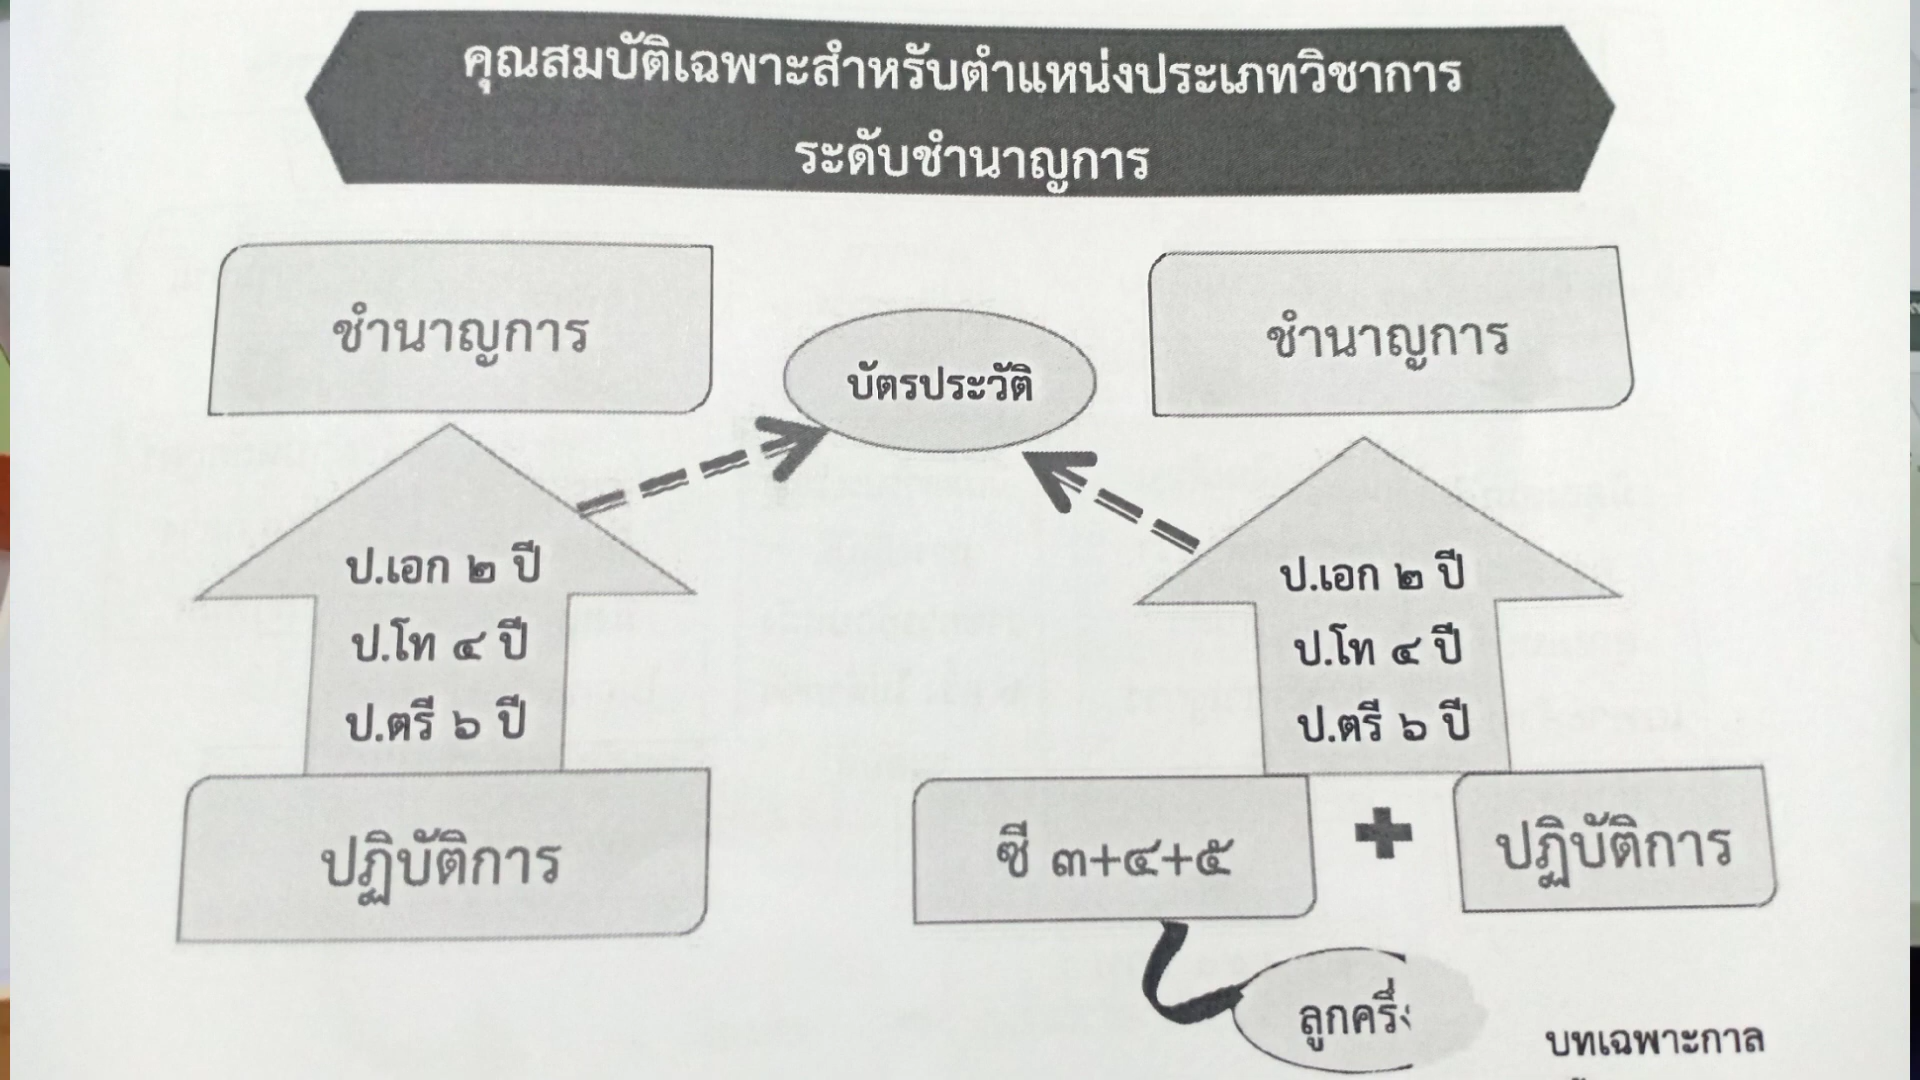 คุณสมบัติเฉพาะสำหรับตำแหน่งประเภทวิชาการ
ระดับชำนาญการ
ชำนาญการ
บัตรประวัติ
ชำนาญการ
ป.เอก ๒ ปี
ป.โท ๔ ปี
ป.ตรี ๖ ปี
ป.เอก ๒ ปี
ป.โท ๔ ปี
ป.ตรี ๖ ปี
ปฏิบัติการ
ซี ๓+๔+๕
ปฏิบัติการ
บทเฉพาะกาล